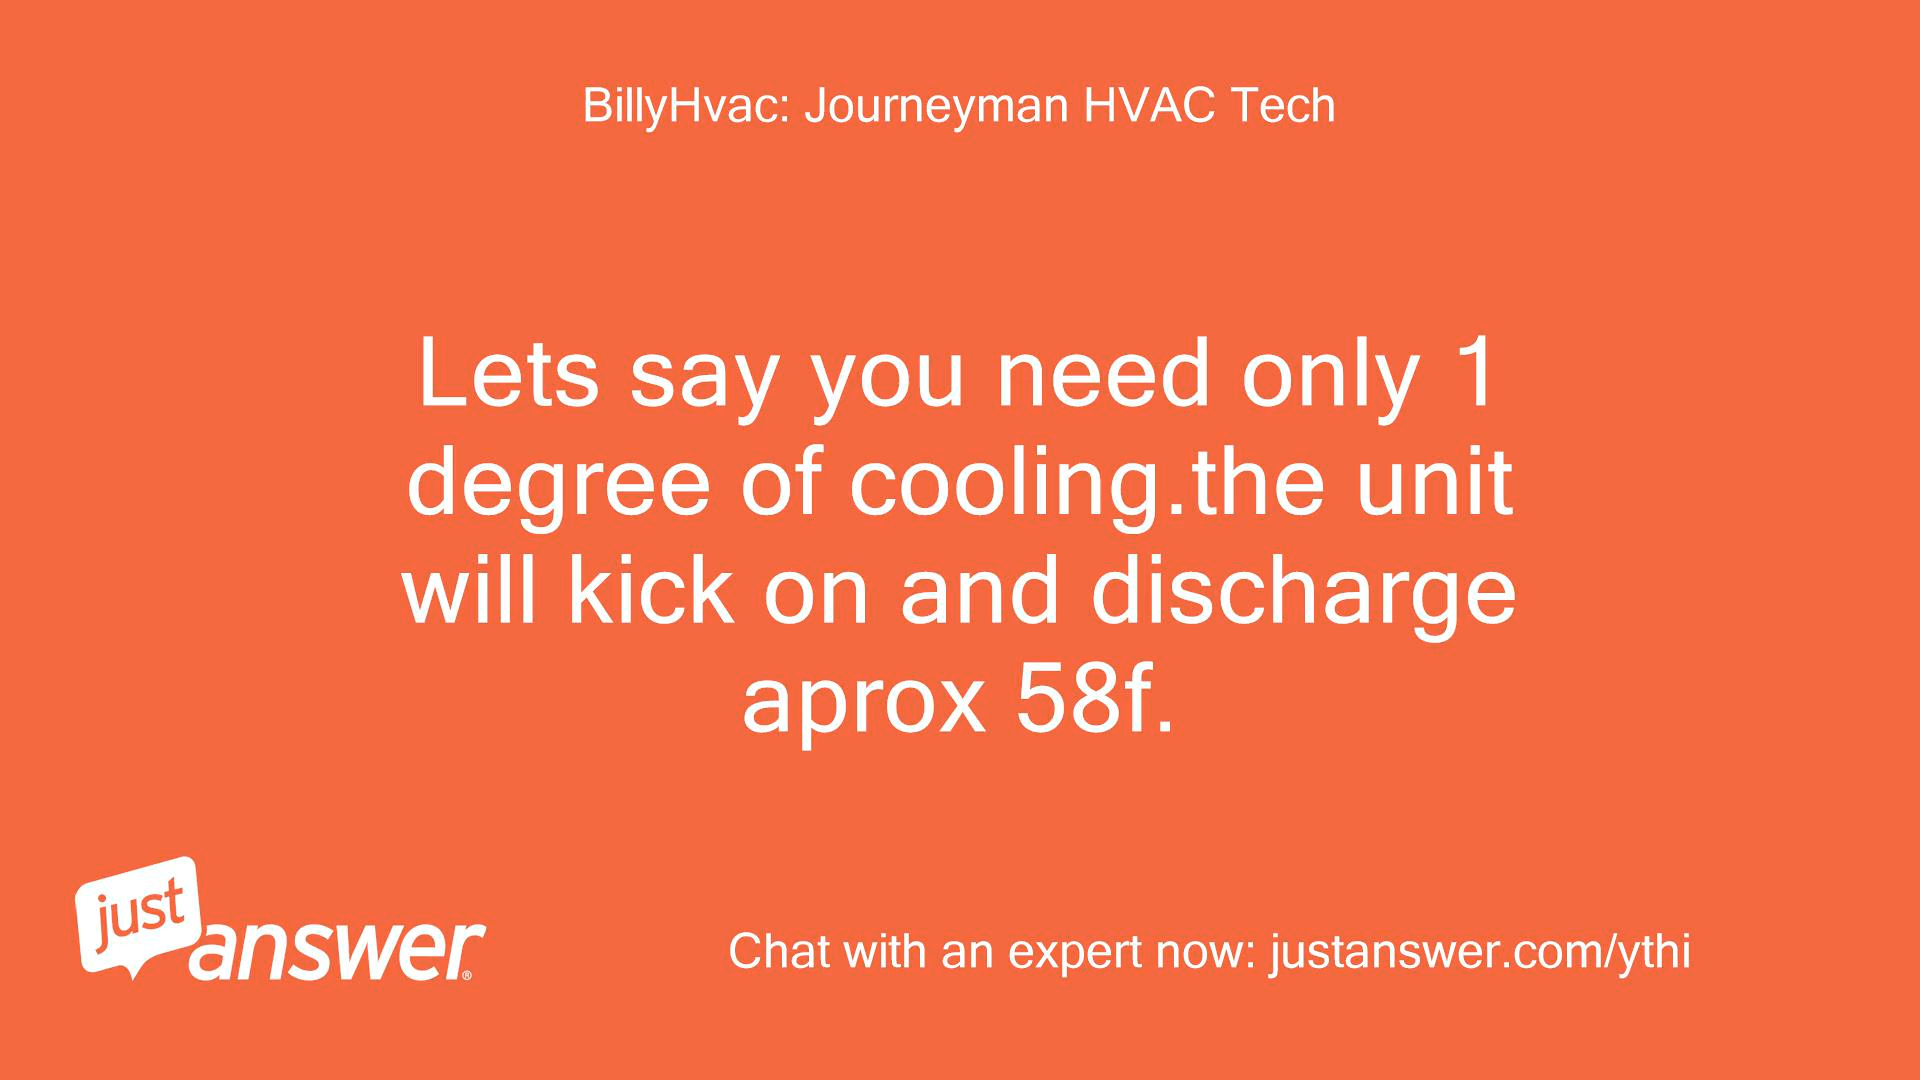 BillyHvac: Journeyman HVAC Tech
Lets say you need only 1
degree of cooling.the unit
will kick on and discharge
aprox 58f.
just
answer®
Chat with an expert now: justanswer.com/ythi